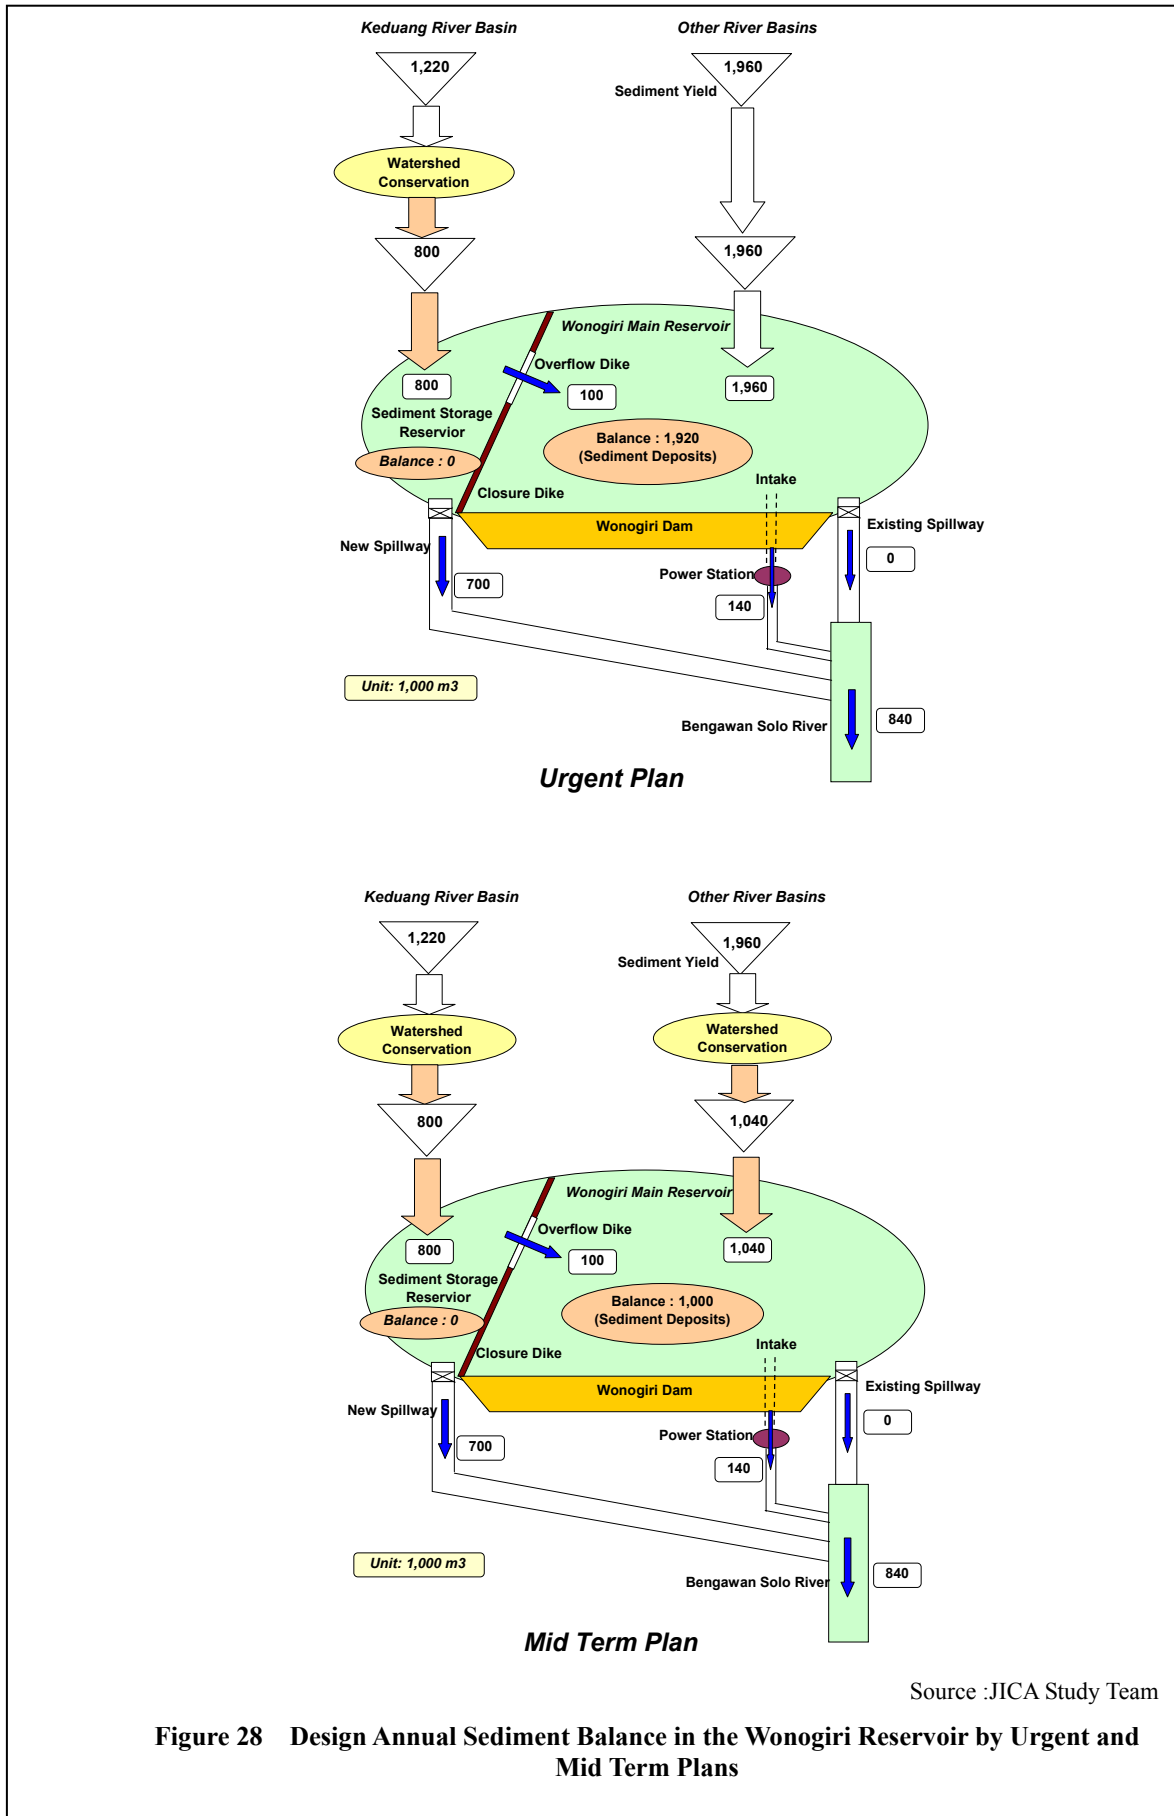 Keduang River Basin
Other River Basins
1,220
1,960
Sediment Yield
Watershed
Conservation
800
1,960
Wonogiri Main Reservoir
Overflow Dike
800
100
1,960
Sediment Storage
Reservior
Balance : 0
Balance : 1,920
(Sediment Deposits)
Intake
Closure Dike
Wonogiri Dam
Existing Spillway
New Spillway
0
Power Station
700
140
Unit: 1,000 m3
Bengawan Solo River
840
Urgent Plan
Keduang River Basin
Other River Basins
1,220
1,960
Sediment Yield
Watershed
Conservation
Watershed
Conservation
800
1,040
Wonogiri Main Reservoir
Overflow Dike
800
100
1,040
Sediment Storage
Reservior
Balance : 0
Balance : 1,000
(Sediment Deposits)
Intake
Closure Dike
Wonogiri Dam
Existing Spillway
New Spillway
0
Power Station
700
140
Unit: 1,000 m3
Bengawan Solo River
840
Mid Term Plan
Source :JICA Study Team
Figure 28 Design Annual Sediment Balance in the Wonogiri Reservoir by Urgent and
Mid Term Plans